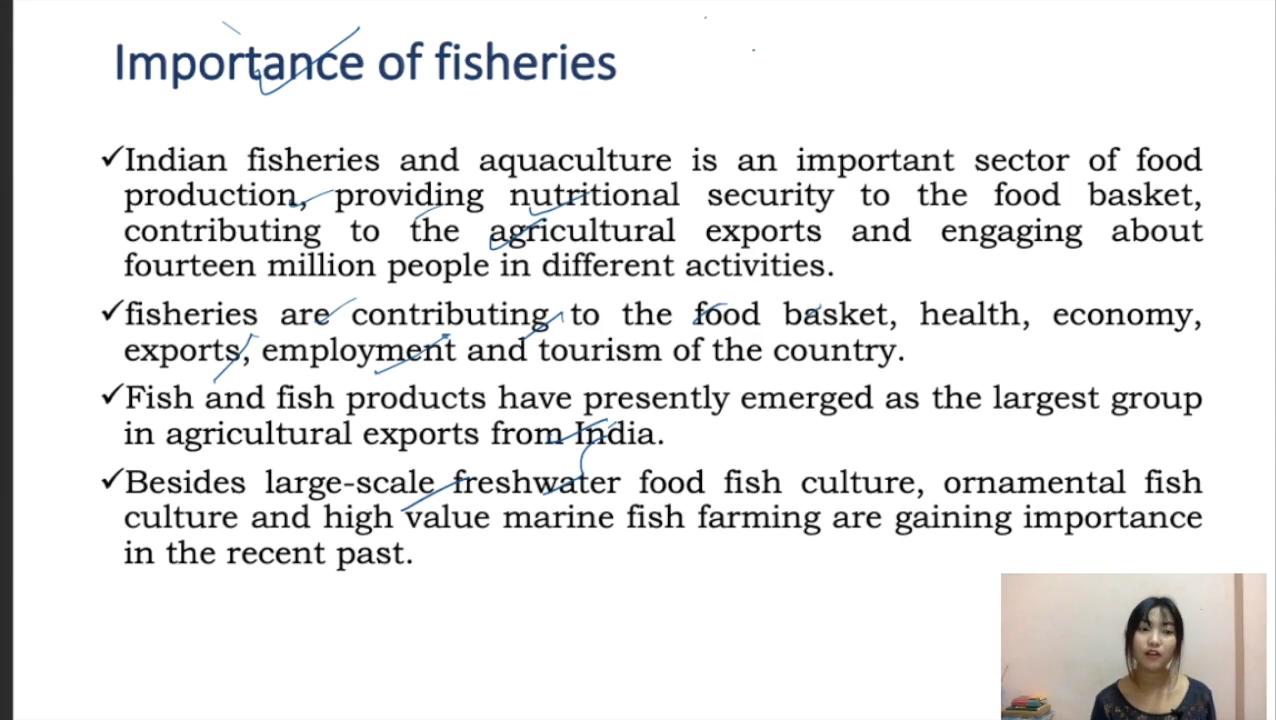 Importance of fisheries
✓Indian fisheries and aquaculture is an important sector of food
production, providing nutritional security to the food basket,
contributing to the agricultural exports and engaging about
fourteen million people in different activities.
✓fisheries are contributing to the food basket, health, economy,
exports, employment and tourism of the country.
✓Fish and fish products have presently emerged as the largest group
in agricultural exports from India.
✓Besides large-scale freshwater food fish culture, ornamental fish
culture and high value marine fish farming are gaining importance
in the recent past.